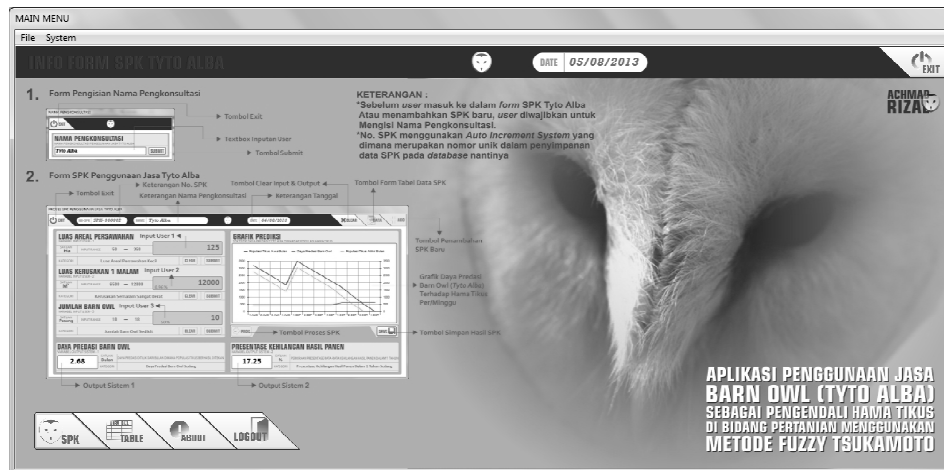 MAIN MENU
File System
INFO FORM SPK TYTO ALBA
DATE 05/08/2013
EXIT
ACHMAD
RIZAL
1. Form Pengisian Nama Pengkonsultasi
Tombol Exit
NAMA PENGKONSULTASI
Textbox Inputan User
Tyto Alba
SUBMIT
Tombol Submit
KETERANGAN :
*Sebelum user masuk ke dalam form SPK Tyto Alba
Atau menambahkan SPK baru, user diwajibkan untuk
Mengisi Nama Pengkonsultasi.
*No. SPK menggunakan Auto Increment System yang
dimana merupakan nomor unik dalam penyimpanan
data SPK pada database nantinya
2. Form SPK Penggunaan Jasa Tyto Alba
Keterangan No. SPK
Tombol Clear Input & Output
Tombol Form Tabel Data SPK
Tombol Exit
Keterangan Nama Pengkonsultasi
Keterangan Tanggal
EXIT
Tyto Alba
LUAS AREAL PERSAWAHAN
Input User 1
125
LUAS KERUSAKAN 1 MALAM
Input User 2
12000
JUMLAH BARN OWL
Input User 3
10
CLEAR SUBMIT
GRAFIK PREDIKSI
Tombol Penambahan
SPK Baru
Grafik Daya Predasi
Barn Owl (Tyto Alba)
Terhadap Hama Tikus
PerMinggu
Tombol Proses SPK
Tombol Simpan Hasil SPK
DAYA PREDASI BARN OWL
2.68
Bulan
PRESENTASE KEHILANGAN HASIL PANEN
17.25
%
Output Sistem 1
Output Sistem 2
SPK
TABLE
ABOUT
LOGOUT
APLIKASI PENGGUNAAN JASA
BARN OWL (TYTO ALBA)
SEBAGAI PENGENDALI HAMA TIKUS
DI BIDANG PERTANIAN MENGGUNAKAN
METODE FUZZY TSUKAMOTO